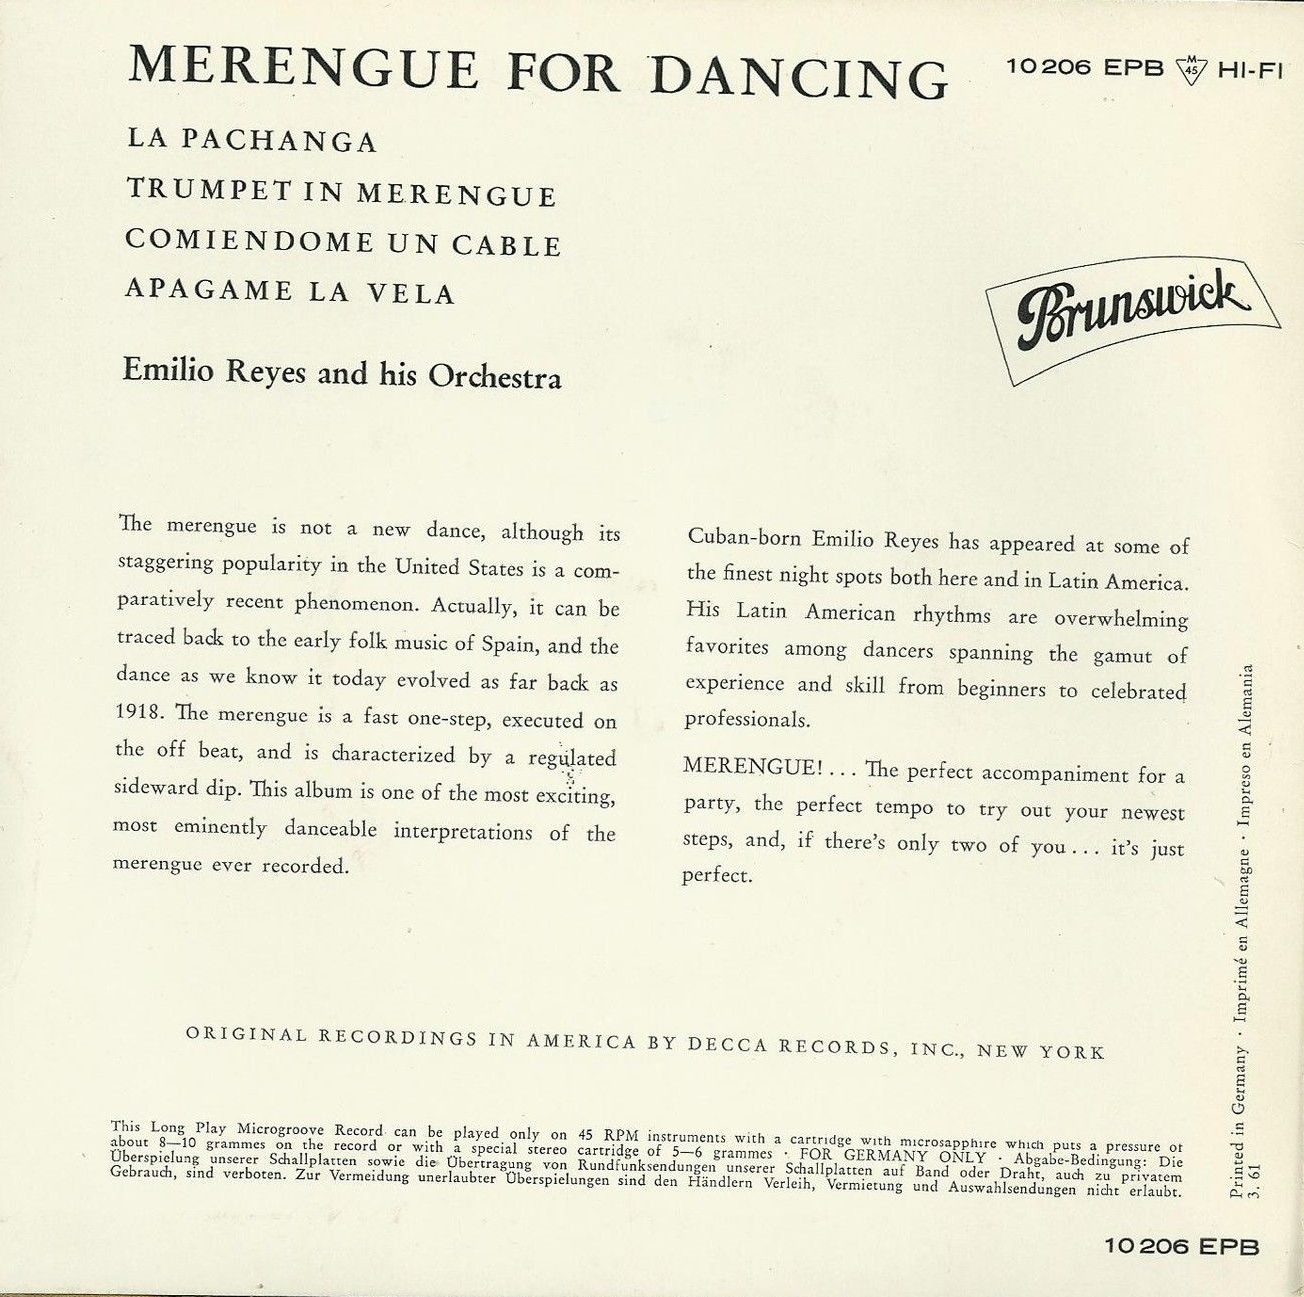 MERENGUE FOR DANCING
10 206 EPB M 45 HI-FI
LA PACHANGA
TRUMPET IN MERENGUE
COMIENDOME UN CABLE
APAGAME LA VELA
Brunswick
Emilio Reyes and his Orchestra
The merengue is not a new dance, although its
staggering popularity in the United States is a com-
paratively recent phenomenon. Actually, it can be
traced back to the early folk music of Spain, and the
dance as we know it today evolved as far back as
1918. The merengue is a fast one-step, executed on
the off beat, and is characterized by a regulated
sideward dip. This album is one of the most exciting,
most eminently danceable interpretations of the
merengue ever recorded.
Cuban-born Emilio Reyes has appeared at some of
the finest night spots both here and in Latin America.
His Latin American rhythms are overwhelming
favorites among dancers spanning the gamut of
experience and skill from beginners to celebrated
professionals.
MERENGUE! ... The perfect accompaniment for a
party, the perfect tempo to try out your newest
steps, and, if there's only two of you ... it's just
perfect.
ORIGINAL RECORDINGS IN AMERICA BY DECCA RECORDS, INC., NEW YORK
This Long Play Microgroove Record can be played only on 45 RPM instruments with a cartridge with microsapphire which puts a pressure of
about 8—10 grammes on the record or with a special stereo cartridge of 5—6 grammes · FOR GERMANY ONLY · Abgabe-Bedingung: Die
Überspielung unserer Schallplatten sowie die Übertragung von Rundfunksendungen unserer Schallplatten auf Band oder Draht, auch zu privatem
Gebrauch, sind verboten. Zur Vermeidung unerlaubter Überspielungen sind den Händlern Verleih, Vermietung und Auswahlsendungen nicht erlaubt.
Printed in Germany · Imprimé en Allemagne · Impreso en Alemania
3. 61
10 206 EPB